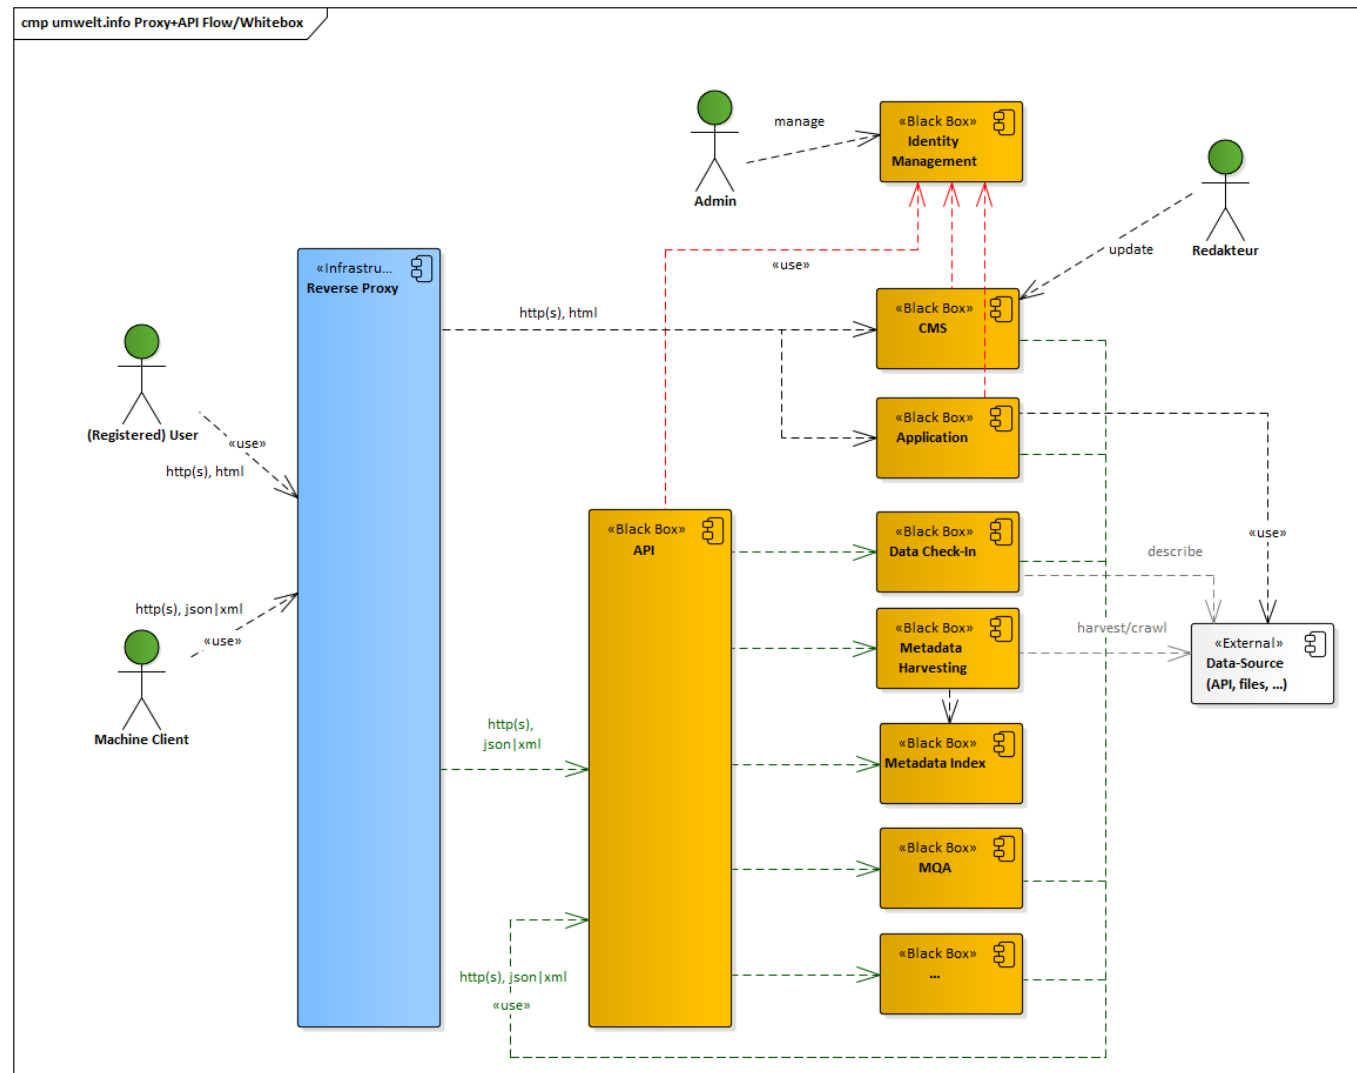 cmp umwelt.info Proxy+API Flow/Whitebox
Admin
manage
«Black Box»
Identity
Management
Redakteur
update
«use»
«Infrastru...
Reverse Proxy
http(s), html
«Black Box»
CMS
(Registered) User
«use»
http(s), html
«Black Box»
Application
«use»
«Black Box»
API
«Black Box»
Data Check-In
describe
http(s), json|xml
«use»
Machine Client
«Black Box»
Metadata
Harvesting
harvest/crawl
«External»
Data-Source
(API, files, ...)
http(s),
json|xml
«Black Box»
Metadata Index
«Black Box»
MQA
http(s), json|xml
«use»
«Black Box»
...